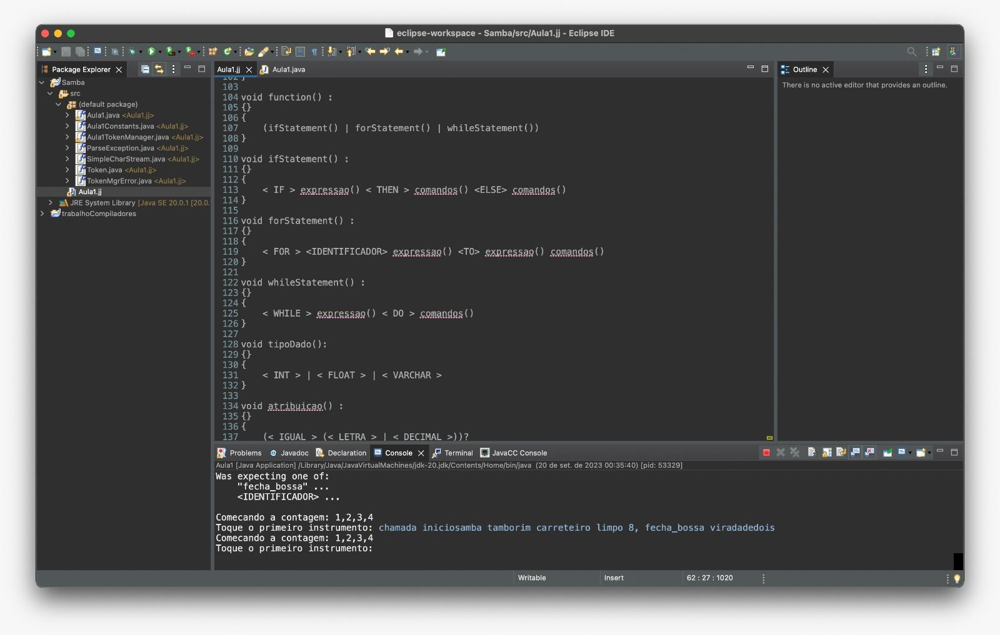 eclipse-workspace - Samba/src/Aula1.jj - Eclipse IDE
Package Explorer
Samba
src
(default package)
Aula1.java <Aula1.jj>
Aula1Constants.java <Aula1.jj>
Aula1TokenManager.java <Aula1.jj>
ParseException.java <Aula1.jj>
SimpleCharStream.java <Aula1.jj>
Token.java <Aula1.jj>
TokenMgrError.java <Aula1.jj>
Aula1.jj
JRE System Library [Java SE 20.0.1 [20.0.
trabalhoCompiladores
Aula1.jj
Aula1.java
102 }
103
104 void function() :
105 {}
106 {
107     (ifStatement() | forStatement() | whileStatement())
108 }
109
110 void ifStatement() :
111 {}
112 {
113     < IF > expressao() < THEN > comandos() <ELSE> comandos()
114 }
115
116 void forStatement() :
117 {}
118 {
119     < FOR > <IDENTIFICADOR> expressao() <TO> expressao() comandos()
120 }
121
122 void whileStatement() :
123 {}
124 {
125     < WHILE > expressao() < DO > comandos()
126 }
127
128 void tipoDado():
129 {}
130 {
131     < INT > | < FLOAT > | < VARCHAR >
132 }
133
134 void atribuicao() :
135 {}
136 {
137     (< IGUAL > (< LETRA > | < DECIMAL >))?
Outline
There is no active editor that provides an outline.
Problems @ Javadoc Declaration Console Terminal JavaCC Console
Aula1 [Java Application] /Library/Java/JavaVirtualMachines/jdk-20.jdk/Contents/Home/bin/java (20 de set. de 2023 00:35:40) [pid: 53329]
Was expecting one of:
    "fecha_bossa" ...
    <IDENTIFICADOR> ...
Comecando a contagem: 1,2,3,4
Toque o primeiro instrumento: chamada iniciosamba tamborim carreteiro limpo 8, fecha_bossa viradadedois
Comecando a contagem: 1,2,3,4
Toque o primeiro instrumento:
Writable
Insert
62 : 27 : 1020